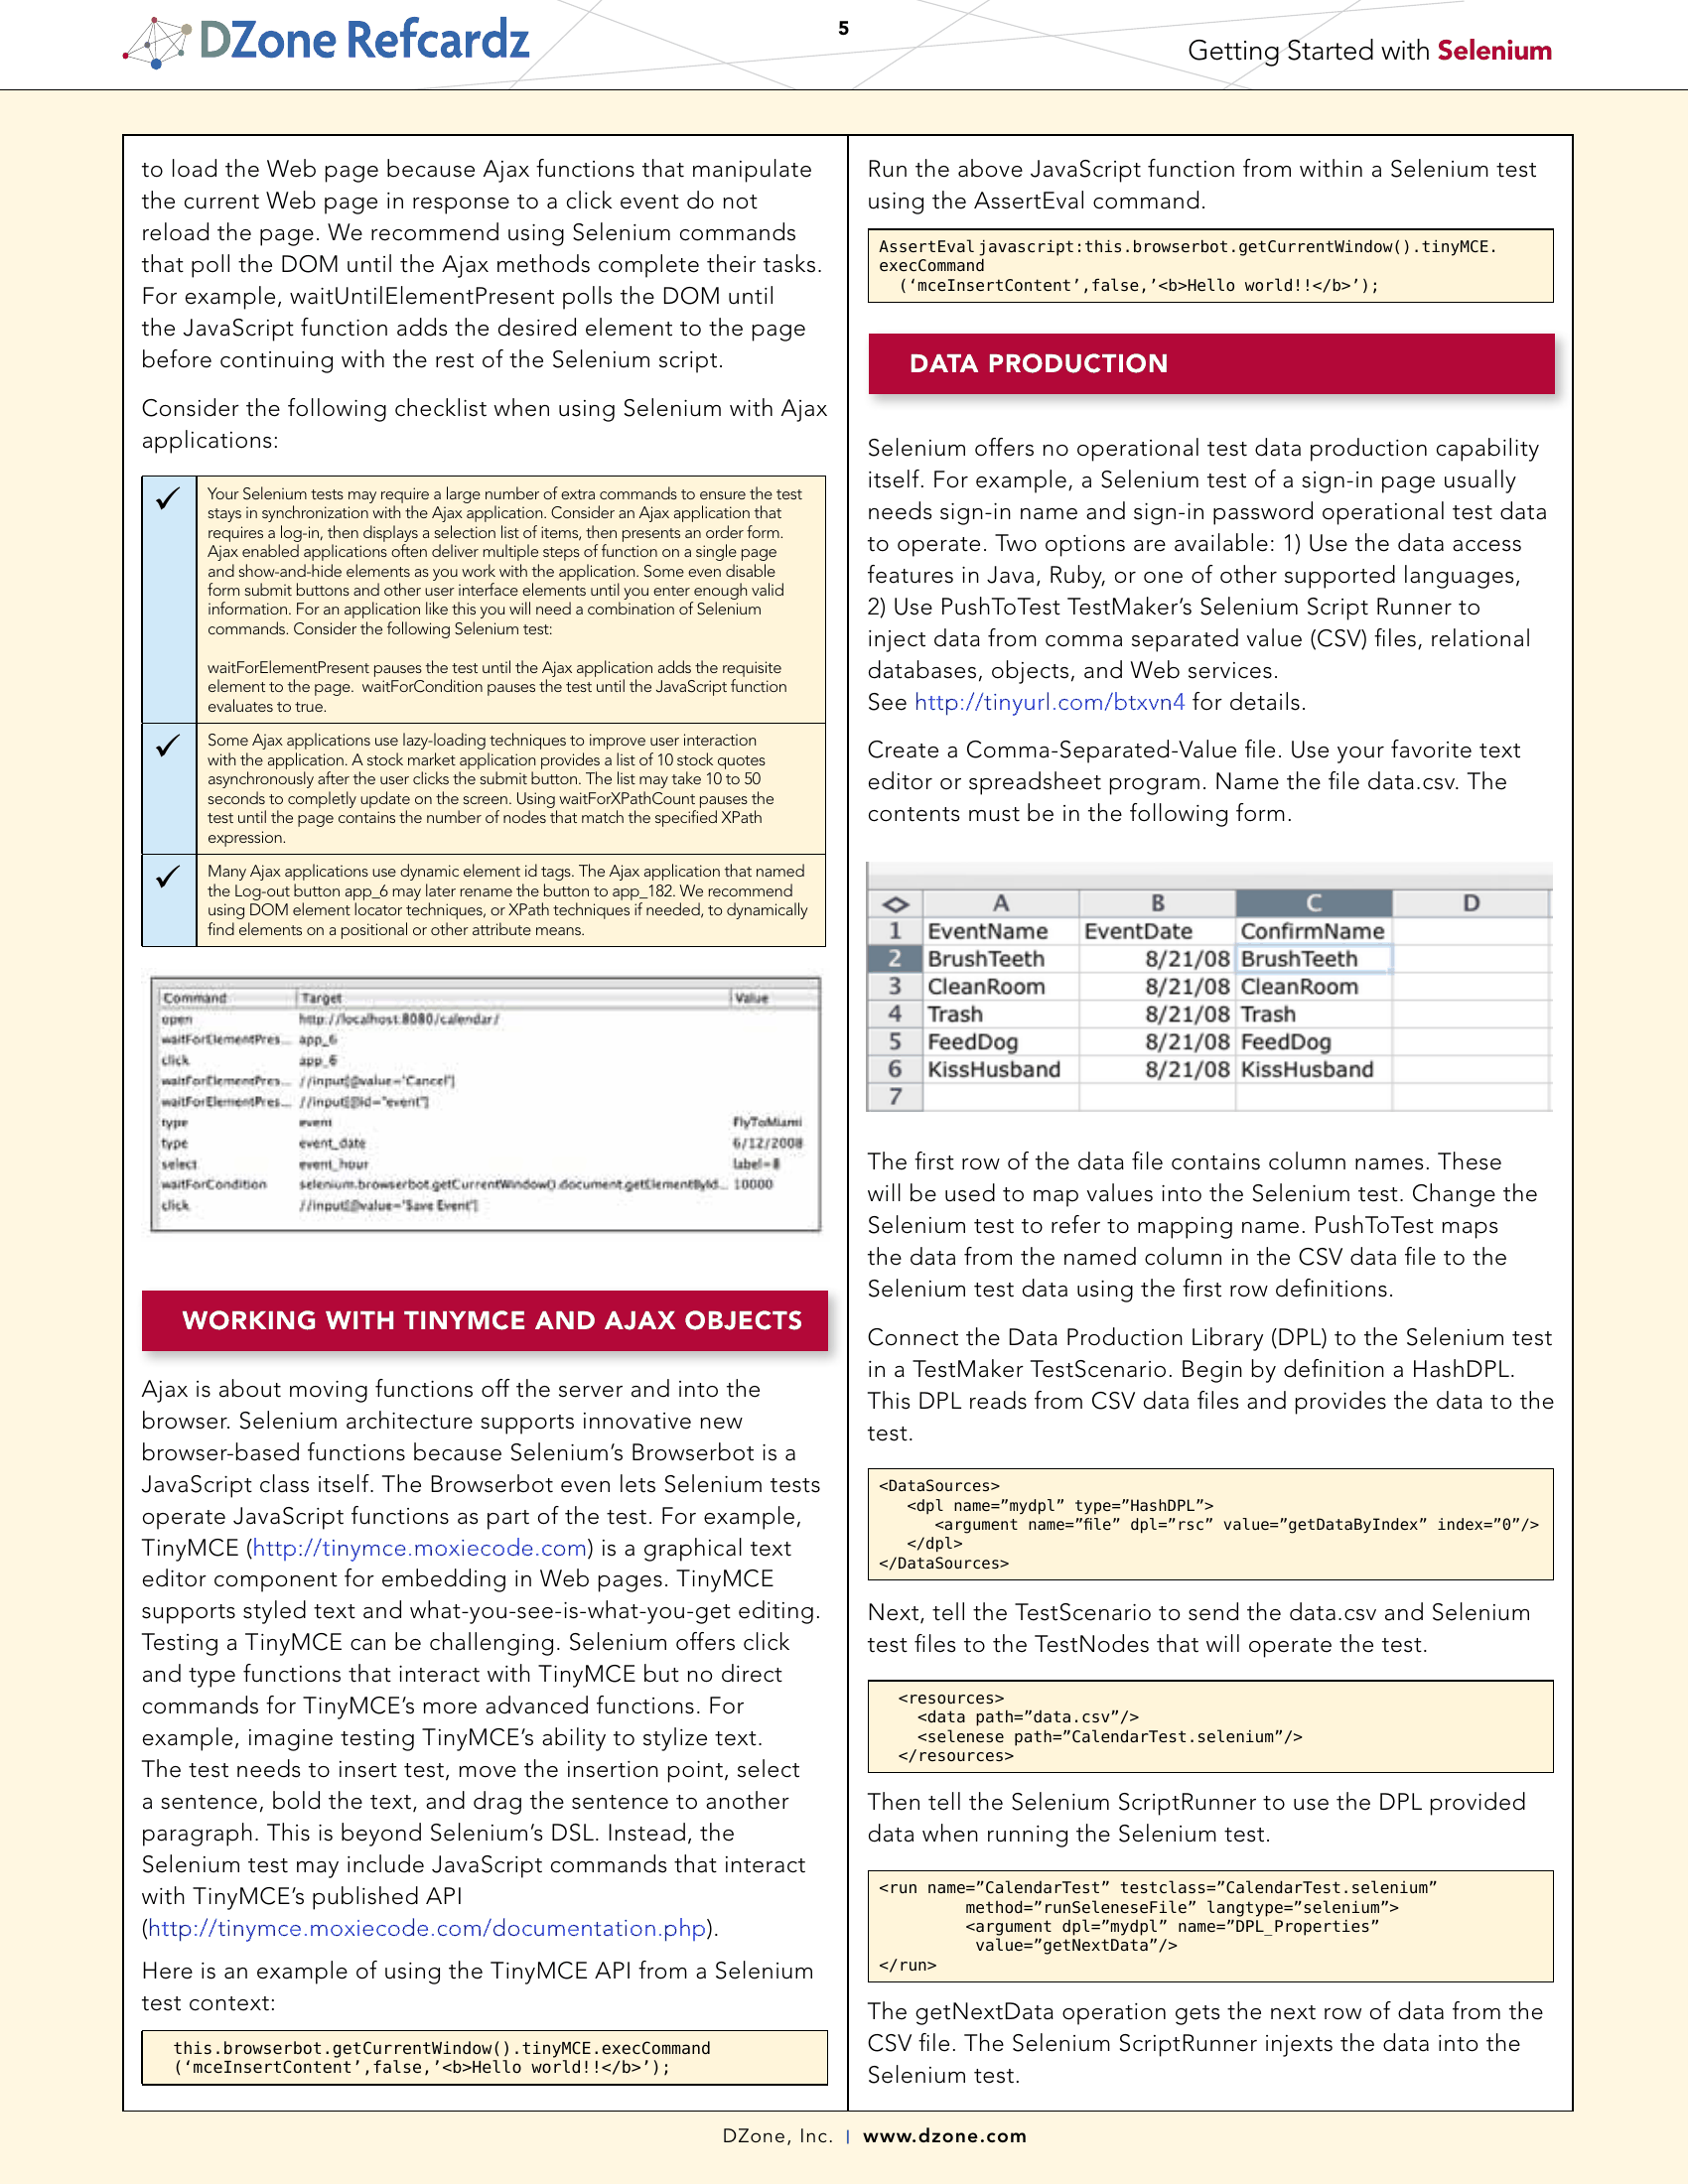 DZone Refcardz
5
Getting Started with Selenium
to load the Web page because Ajax functions that manipulate
the current Web page in response to a click event do not
reload the page. We recommend using Selenium commands
that poll the DOM until the Ajax methods complete their tasks.
For example, waitUntilElementPresent polls the DOM until
the JavaScript function adds the desired element to the page
before continuing with the rest of the Selenium script.
Consider the following checklist when using Selenium with Ajax
applications:
✓ Your Selenium tests may require a large number of extra commands to ensure the test
stays in synchronization with the Ajax application. Consider an Ajax application that
requires a log-in, then displays a selection list of items, then presents an order form.
Ajax enabled applications often deliver multiple steps of function on a single page
and show-and-hide elements as you work with the application. Some even disable
form submit buttons and other user interface elements until you enter enough valid
information. For an application like this you will need a combination of Selenium
commands. Consider the following Selenium test:
waitForElementPresent pauses the test until the Ajax application adds the requisite
element to the page.  waitForCondition pauses the test until the JavaScript function
evaluates to true.
✓ Some Ajax applications use lazy-loading techniques to improve user interaction
with the application. A stock market application provides a list of 10 stock quotes
asynchronously after the user clicks the submit button. The list may take 10 to 50
seconds to completly update on the screen. Using waitForXPathCount pauses the
test until the page contains the number of nodes that match the specified XPath
expression.
✓ Many Ajax applications use dynamic element id tags. The Ajax application that named
the Log-out button app_6 may later rename the button to app_182. We recommend
using DOM element locator techniques, or XPath techniques if needed, to dynamically
find elements on a positional or other attribute means.
Command Target Value
open http://localhost:8080/calendar/
waitForElementPres... app_6
click app_6
waitForElementPres... //input[@value='Cancel']
waitForElementPres... //input[@id="event"]
type event FlyToMiami
type event_date 6/12/2008
select event_hour label=8
waitForCondition selenium.browserbot.getCurrentWindow().document.getElementById... 10000
click //input[@value='Save Event']
WORKING WITH TINYMCE AND AJAX OBJECTS
Ajax is about moving functions off the server and into the
browser. Selenium architecture supports innovative new
browser-based functions because Selenium's Browserbot is a
JavaScript class itself. The Browserbot even lets Selenium tests
operate JavaScript functions as part of the test. For example,
TinyMCE (http://tinymce.moxiecode.com) is a graphical text
editor component for embedding in Web pages. TinyMCE
supports styled text and what-you-see-is-what-you-get editing.
Testing a TinyMCE can be challenging. Selenium offers click
and type functions that interact with TinyMCE but no direct
commands for TinyMCE's more advanced functions. For
example, imagine testing TinyMCE's ability to stylize text.
The test needs to insert test, move the insertion point, select
a sentence, bold the text, and drag the sentence to another
paragraph. This is beyond Selenium's DSL. Instead, the
Selenium test may include JavaScript commands that interact
with TinyMCE's published API
(http://tinymce.moxiecode.com/documentation.php).
Here is an example of using the TinyMCE API from a Selenium
test context:
this.browserbot.getCurrentWindow().tinyMCE.execCommand
(‘mceInsertContent’,false,’<b>Hello world!!</b>’);
Run the above JavaScript function from within a Selenium test
using the AssertEval command.
AssertEval javascript:this.browserbot.getCurrentWindow().tinyMCE.
execCommand
(‘mceInsertContent’,false,’<b>Hello world!!</b>’);
DATA PRODUCTION
Selenium offers no operational test data production capability
itself. For example, a Selenium test of a sign-in page usually
needs sign-in name and sign-in password operational test data
to operate. Two options are available: 1) Use the data access
features in Java, Ruby, or one of other supported languages,
2) Use PushToTest TestMaker's Selenium Script Runner to
inject data from comma separated value (CSV) files, relational
databases, objects, and Web services.
See http://tinyurl.com/btxvn4 for details.
Create a Comma-Separated-Value file. Use your favorite text
editor or spreadsheet program. Name the file data.csv. The
contents must be in the following form.
A B C D
1 EventName EventDate ConfirmName
2 BrushTeeth 8/21/08 BrushTeeth
3 CleanRoom 8/21/08 CleanRoom
4 Trash 8/21/08 Trash
5 FeedDog 8/21/08 FeedDog
6 KissHusband 8/21/08 KissHusband
7
The first row of the data file contains column names. These
will be used to map values into the Selenium test. Change the
Selenium test to refer to mapping name. PushToTest maps
the data from the named column in the CSV data file to the
Selenium test data using the first row definitions.
Connect the Data Production Library (DPL) to the Selenium test
in a TestMaker TestScenario. Begin by definition a HashDPL.
This DPL reads from CSV data files and provides the data to the
test.
<DataSources>
<dpl name=”mydpl” type=”HashDPL”>
<argument name=”file” dpl=”rsc” value=”getDataByIndex” index=”0”/>
</dpl>
</DataSources>
Next, tell the TestScenario to send the data.csv and Selenium
test files to the TestNodes that will operate the test.
<resources>
<data path=”data.csv”/>
<selenese path=”CalendarTest.selenium”/>
</resources>
Then tell the Selenium ScriptRunner to use the DPL provided
data when running the Selenium test.
<run name=”CalendarTest” testclass=”CalendarTest.selenium”
method=”runSeleneseFile” langtype=”selenium”>
<argument dpl=”mydpl” name=”DPL_Properties”
value=”getNextData”/>
</run>
The getNextData operation gets the next row of data from the
CSV file. The Selenium ScriptRunner injexts the data into the
Selenium test.
DZone, Inc. | www.dzone.com